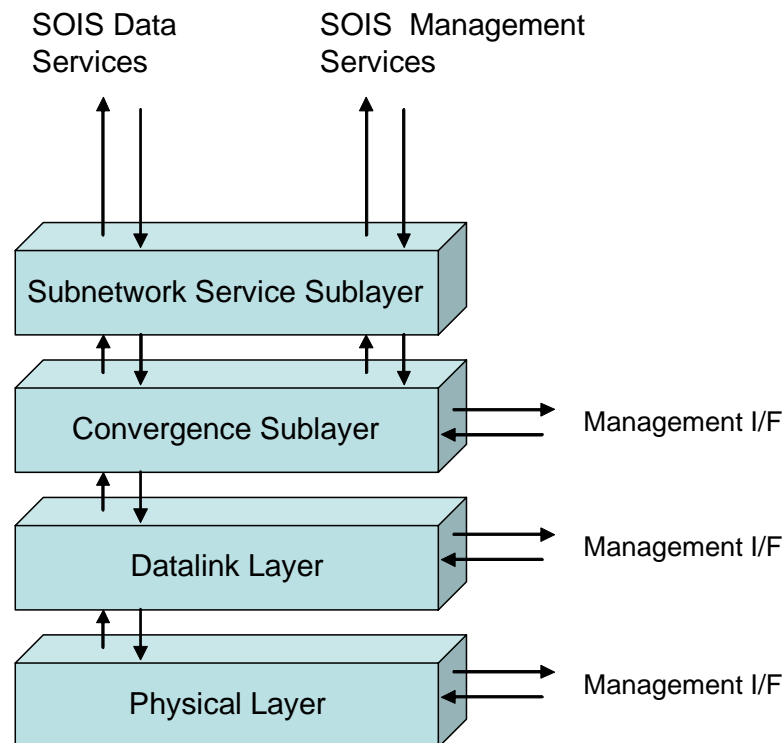 SOIS Data
Services
SOIS Management
Services
Subnetwork Service Sublayer
Convergence Sublayer
Management I/F
Datalink Layer
Management I/F
Physical Layer
Management I/F